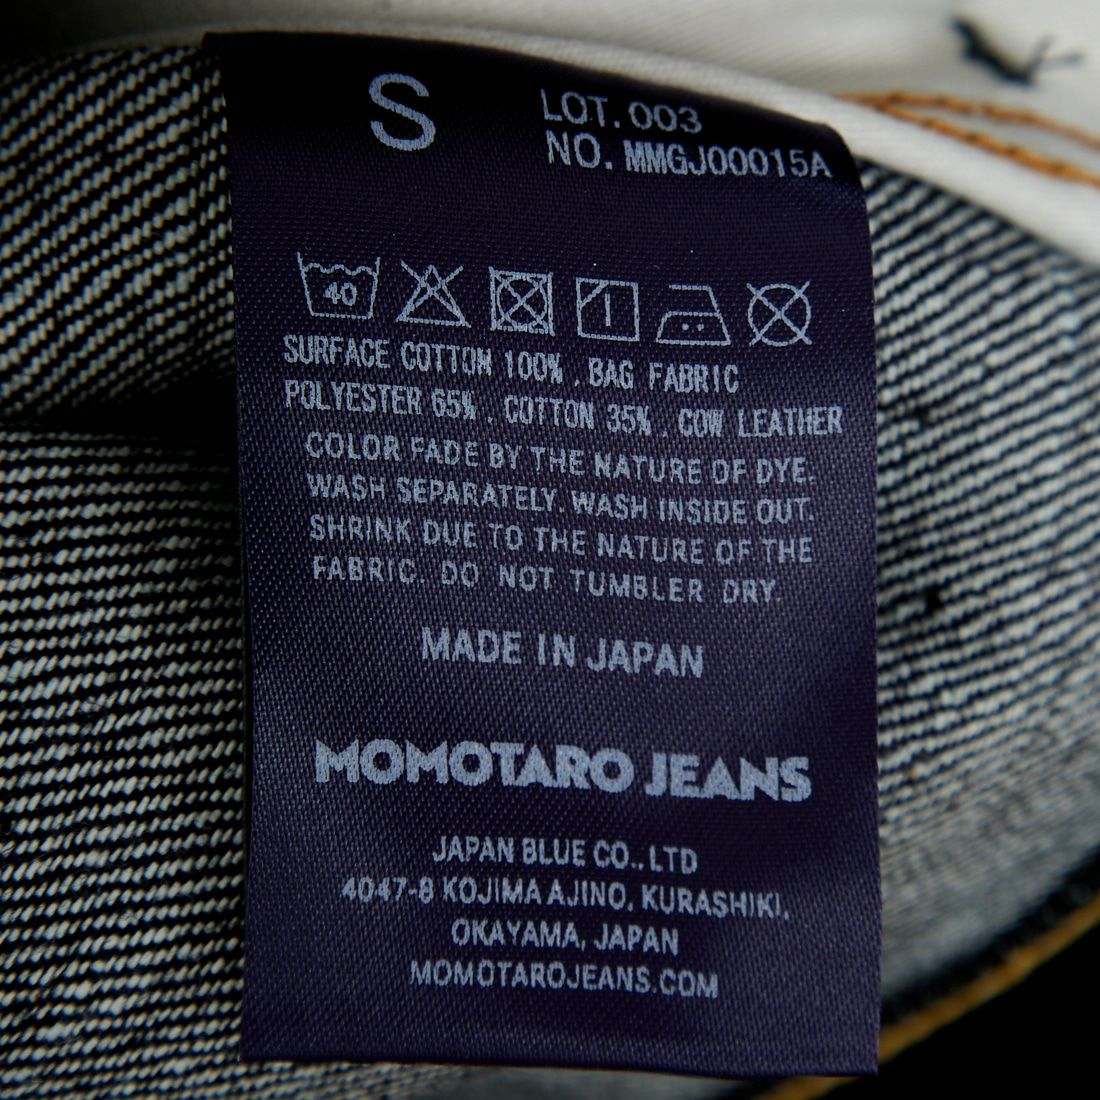 S
LOT. 003
NO. MMGJ00015A
40
SURFACE COTTON 100% , BAG FABRIC
POLYESTER 65% , COTTON 35% , COW LEATHER
COLOR FADE BY THE NATURE OF DYE.
WASH SEPARATELY. WASH INSIDE OUT.
SHRINK DUE TO THE NATURE OF THE
FABRIC. DO NOT TUMBLER DRY.
MADE IN JAPAN
MOMOTARO JEANS
JAPAN BLUE CO., LTD
4047-8 KOJIMA AJINO, KURASHIKI,
OKAYAMA, JAPAN
MOMOTAROJEANS.COM